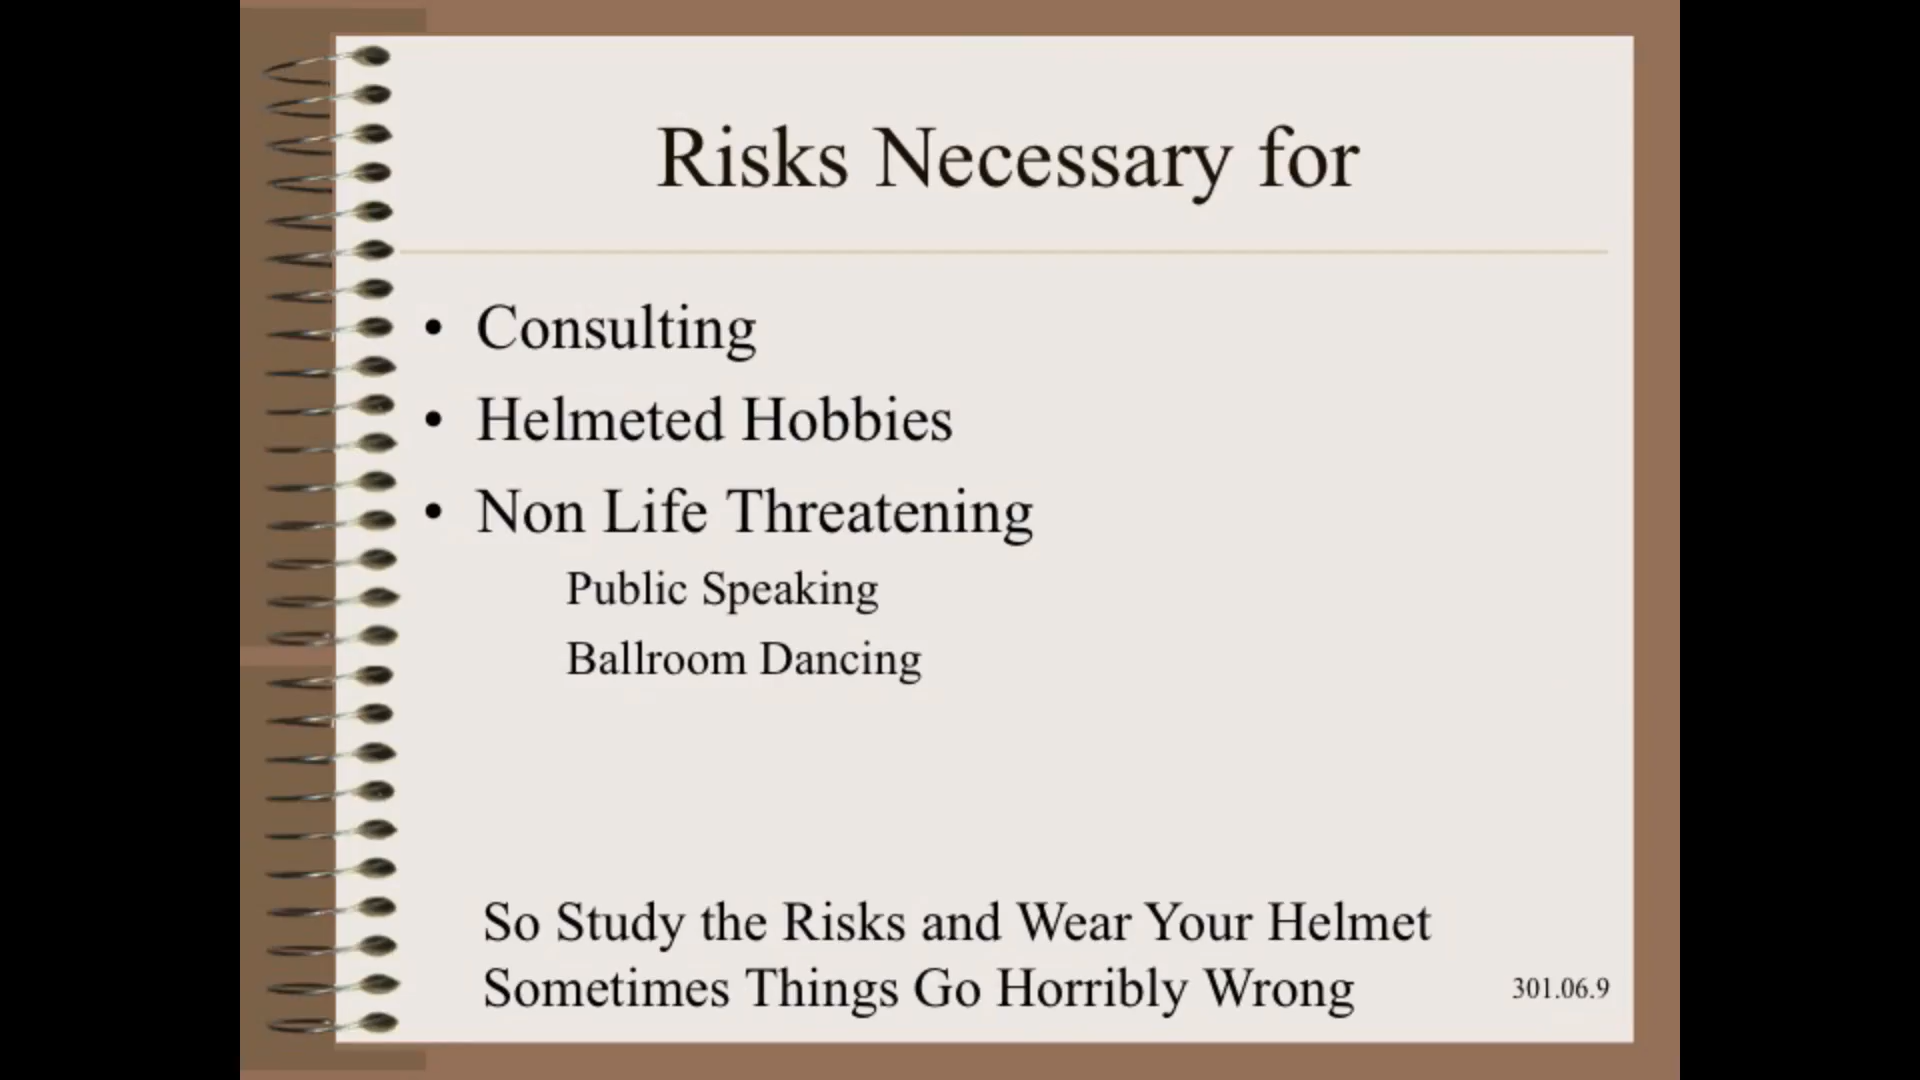 Risks Necessary for
• Consulting
• Helmeted Hobbies
• Non Life Threatening
Public Speaking
Ballroom Dancing
So Study the Risks and Wear Your Helmet
Sometimes Things Go Horribly Wrong
301.06.9